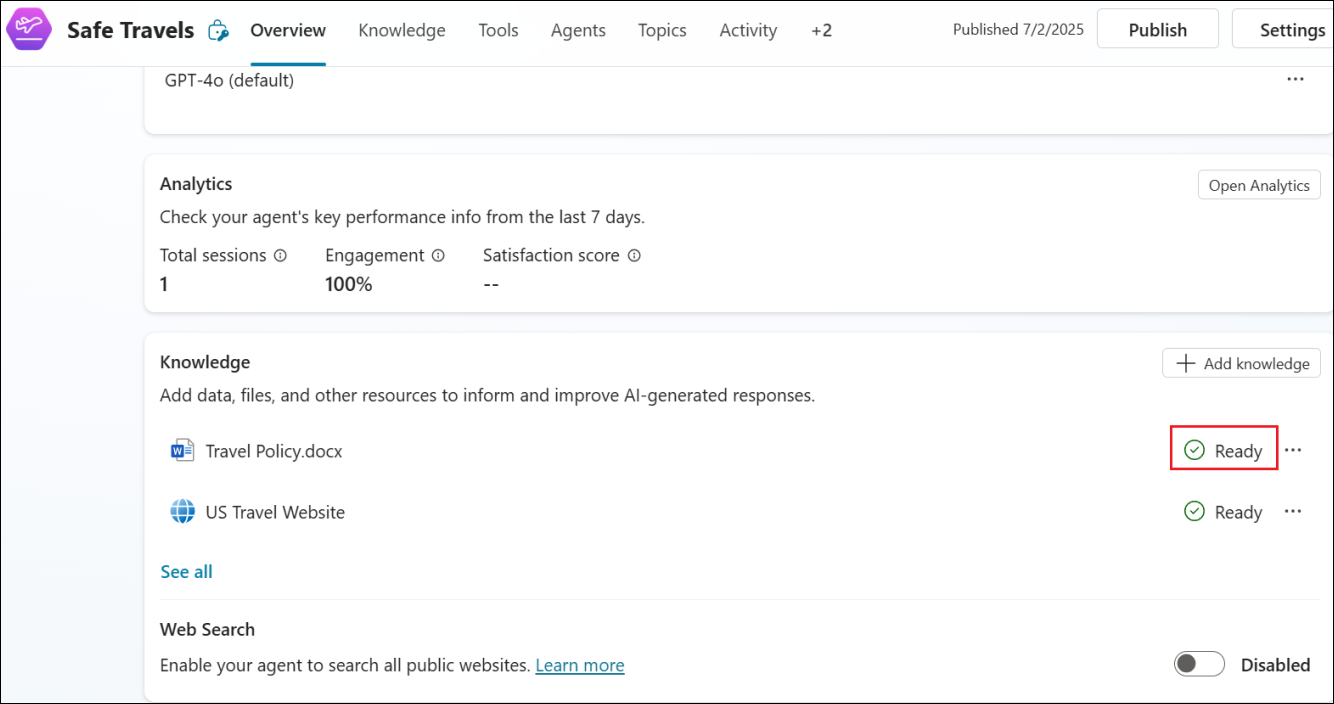 Safe Travels Overview Knowledge Tools Agents Topics Activity +2 Published 7/2/2025 Publish Settings
GPT-4o (default) ...
Analytics Open Analytics
Check your agent's key performance info from the last 7 days.
Total sessions Engagement Satisfaction score
1 100% --
Knowledge + Add knowledge
Add data, files, and other resources to inform and improve AI-generated responses.
Travel Policy.docx Ready ...
US Travel Website Ready ...
See all
Web Search
Enable your agent to search all public websites. Learn more Disabled